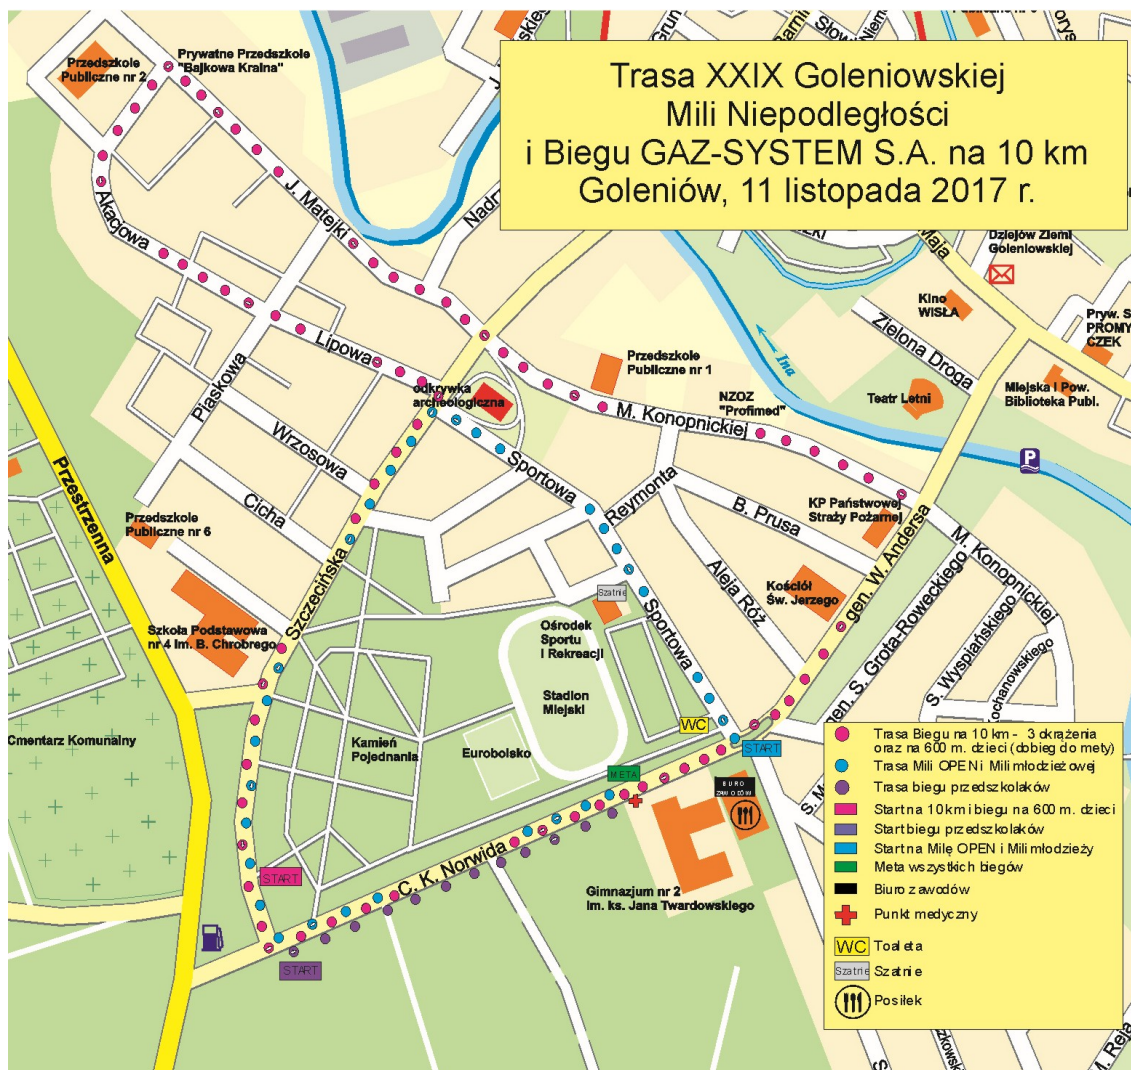 Trasa XXIX Goleniowskiej
Mili Niepodległości
i Biegu GAZ-SYSTEM S.A. na 10 km
Goleniów, 11 listopada 2017 r.
Przedszkole
Publiczne nr 2
Prywatne Przedszkole
"Bajkowa Kraina"
Akacjowa
J. Matejki
Lipowa
Piaskowa
Wrzosowa
Cicha
Przestrzenna
Przedszkole
Publiczne nr 6
Szkoła Podstawowa
nr 4 Im. B. Chrobrego
Szczecińska
Cmentarz Komunalny
odkrywka
archeologiczna
Przedszkole
Publiczne nr 1
NZOZ
"Profimed"
M. Konopnickiej
Ina
Maja
Dziejów Ziemi
Goleniowskiej
Kino
WISŁA
Zielona Droga
Teatr Letni
Miejska i Pow.
Biblioteka Publ.
Pryw. S
PROMY
CZEK
P
Sportowa
Reymonta
B. Prusa
Aleja Róż
KP Państwowej
Straży Pożarnej
gen. W. Andersa
Kościół
Św. Jerzego
M. Konopnickiej
gen. S. Grota-Roweckiego
S. Wyspiańskiego
Kochanowskiego
Szatnie
Ośrodek
Sportu
i Rekreacji
Sportowa
Stadion
Miejski
Kamień
Pojednania
Euroboisko
WC
START
META
BIURO
ZAWODÓW
C. K. Norwida
Gimnazjum nr 2
Im. ks. Jana Twardowskiego
START
START
Trasa Biegu na 10 km - 3 okrążenia
oraz na 600 m. dzieci (dobieg do mety)
Trasa Mili OPEN i Mili młodzieżowej
Trasa biegu przedszkolaków
Start na 10 km i biegu na 600 m. dzieci
Start biegu przedszkolaków
Start na Milę OPEN i Mili młodzieży
Meta wszystkich biegów
Biuro zawodów
Punkt medyczny
WC Toaleta
Szatnie Szatnie
Posiłek
M. Reja